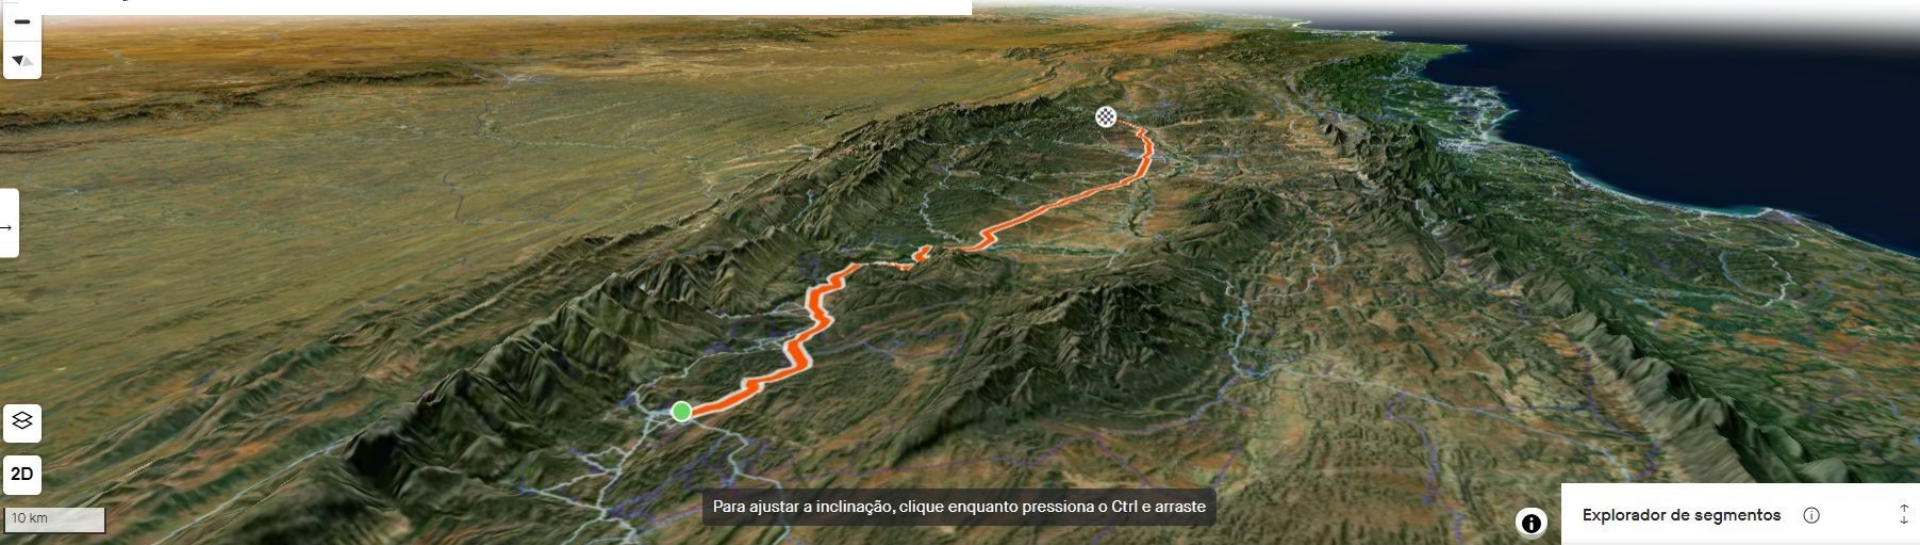 2D
10 km
Para ajustar a inclinação, clique enquanto pressiona o Ctrl e arraste
Explorador de segmentos